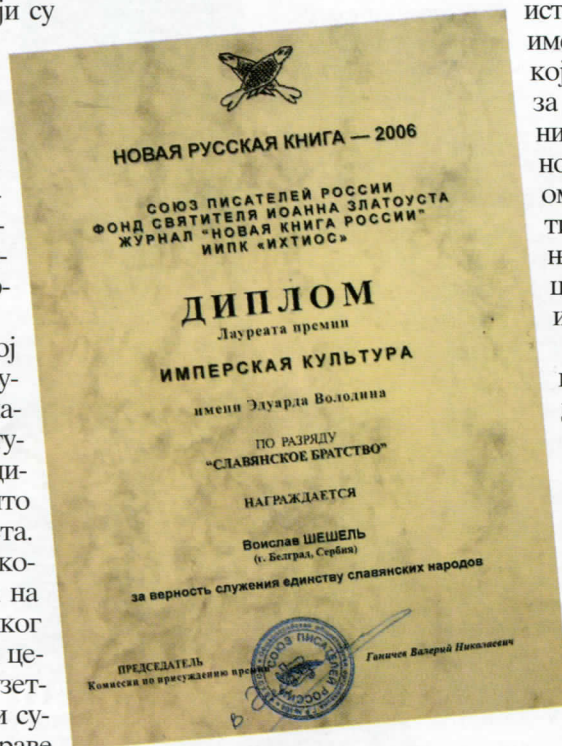 ји су
ој
у-
а-
ту-
ди-
што
та.
ко-
на
ког
це-
зет-
и су-
раве
НОВАЯ РУССКАЯ КНИГА — 2006
СОЮЗ ПИСАТЕЛЕЙ РОССИИ
ФОНД СВЯТИТЕЛЯ ИОАННА ЗЛАТОУСТА
ЖУРНАЛ "НОВАЯ КНИГА РОССИИ"
ИИПК «ИХТИОС»
ДИПЛОМ
Лауреата премии
ИМПЕРСКАЯ КУЛЬТУРА
имени Эдуарда Володина
ПО РАЗРЯДУ
"СЛАВЯНСКОЕ БРАТСТВО"
НАГРАЖДАЕТСЯ
Воислав ШЕШЕЛЬ
(г. Белград, Сербия)
за верность служения единству славянских народов
ПРЕДСЕДАТЕЛЬ
Комиссии по присуждению премии
Ганичев Валерий Николаевич
СОЮЗ ПИСАТЕЛЕЙ РОССИИ
ист
име
кој
за
ни
но
ом